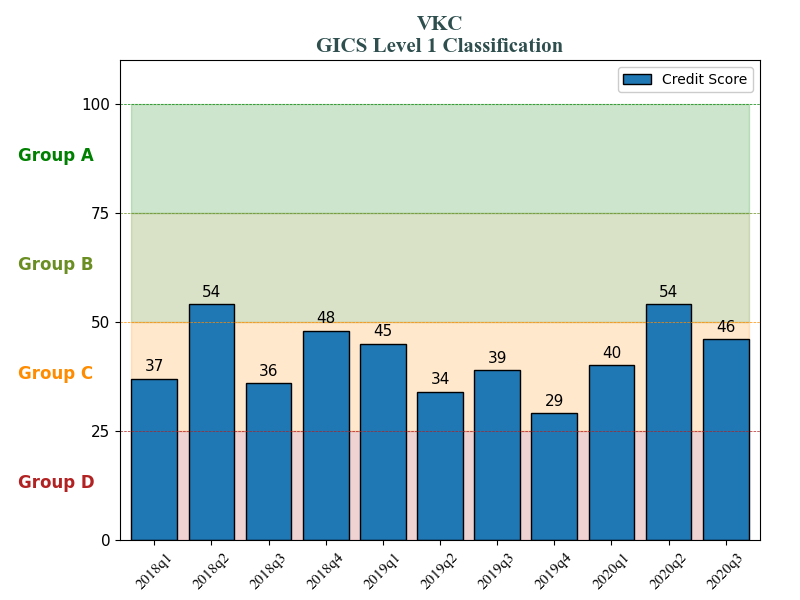 VKC
GICS Level 1 Classification
Credit Score
100
Group A
75
Group B
54
54
50
48
46
45
40
39
37
36
34
Group C
29
25
Group D
0
2018q1
2018q2
2018q3
2018q4
2019q1
2019q2
2019q3
2019q4
2020q1
2020q2
2020q3